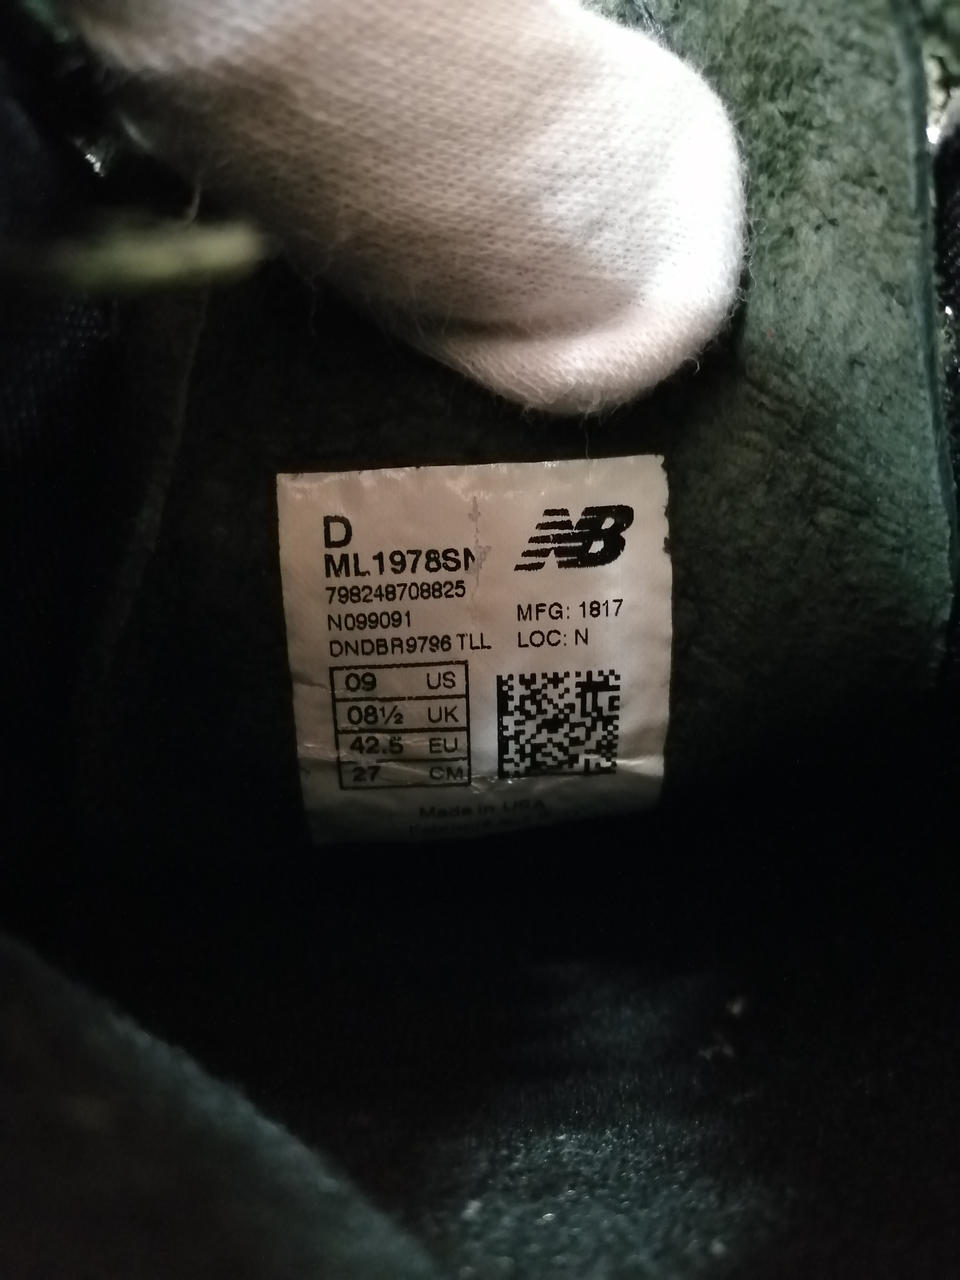 D
NB
ML1978SN
798248708825
N099091
MFG: 1817
DNDBR9796 TLL
LOC: N
09 US
08½ UK
42.5 EU
27 CM
Made in USA